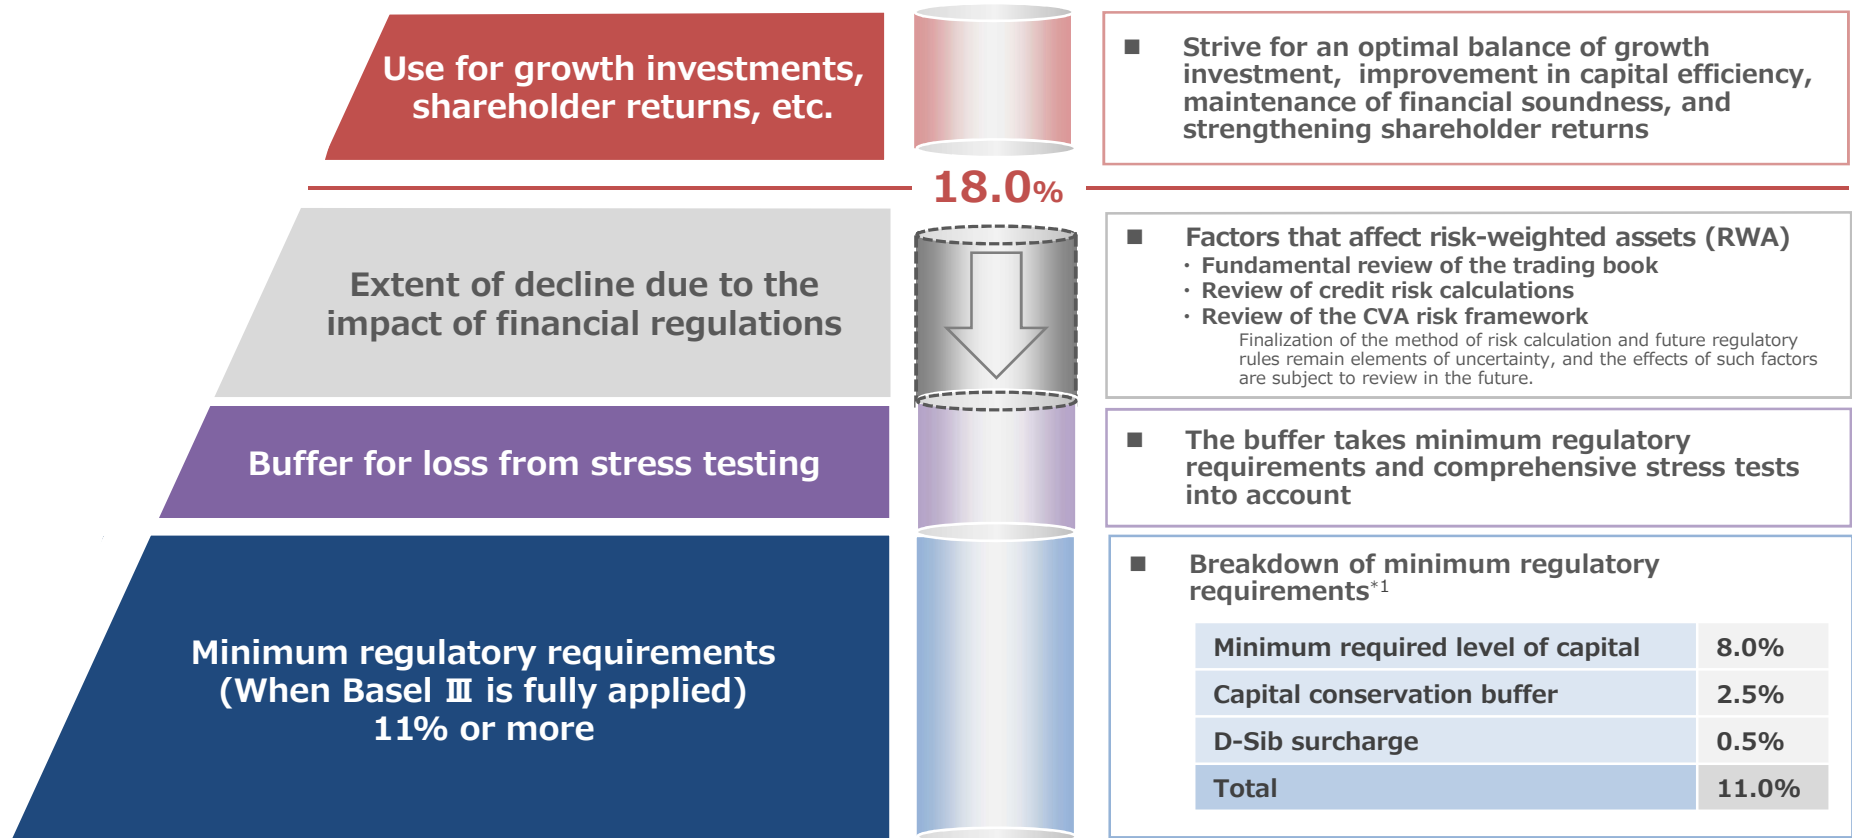 Use for growth investments,
shareholder returns, etc.
■ Strive for an optimal balance of growth
investment, improvement in capital efficiency,
maintenance of financial soundness, and
strengthening shareholder returns
18.0%
Extent of decline due to the
impact of financial regulations
■ Factors that affect risk-weighted assets (RWA)
・Fundamental review of the trading book
・Review of credit risk calculations
・Review of the CVA risk framework
Finalization of the method of risk calculation and future regulatory
rules remain elements of uncertainty, and the effects of such factors
are subject to review in the future.
Buffer for loss from stress testing
■ The buffer takes minimum regulatory
requirements and comprehensive stress tests
into account
Minimum regulatory requirements
(When Basel Ⅲ is fully applied)
11% or more
■ Breakdown of minimum regulatory
requirements*1
Minimum required level of capital 8.0%
Capital conservation buffer 2.5%
D-Sib surcharge 0.5%
Total 11.0%